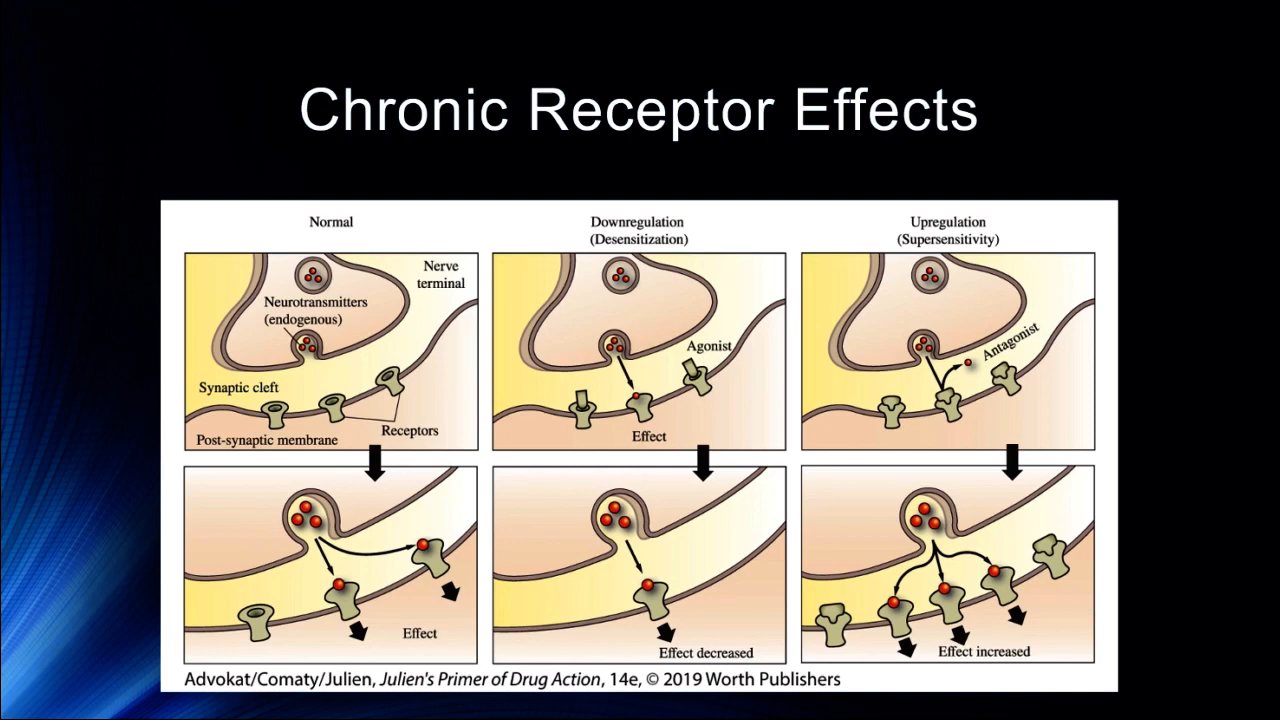 Chronic Receptor Effects
Normal
Downregulation
(Desensitization)
Upregulation
(Supersensitivity)
Nerve
terminal
Neurotransmitters
(endogenous)
Synaptic cleft
Post-synaptic membrane
Receptors
Agonist
Effect
Antagonist
Effect
Effect decreased
Effect increased
Advokat/Comaty/Julien, Julien's Primer of Drug Action, 14e, © 2019 Worth Publishers